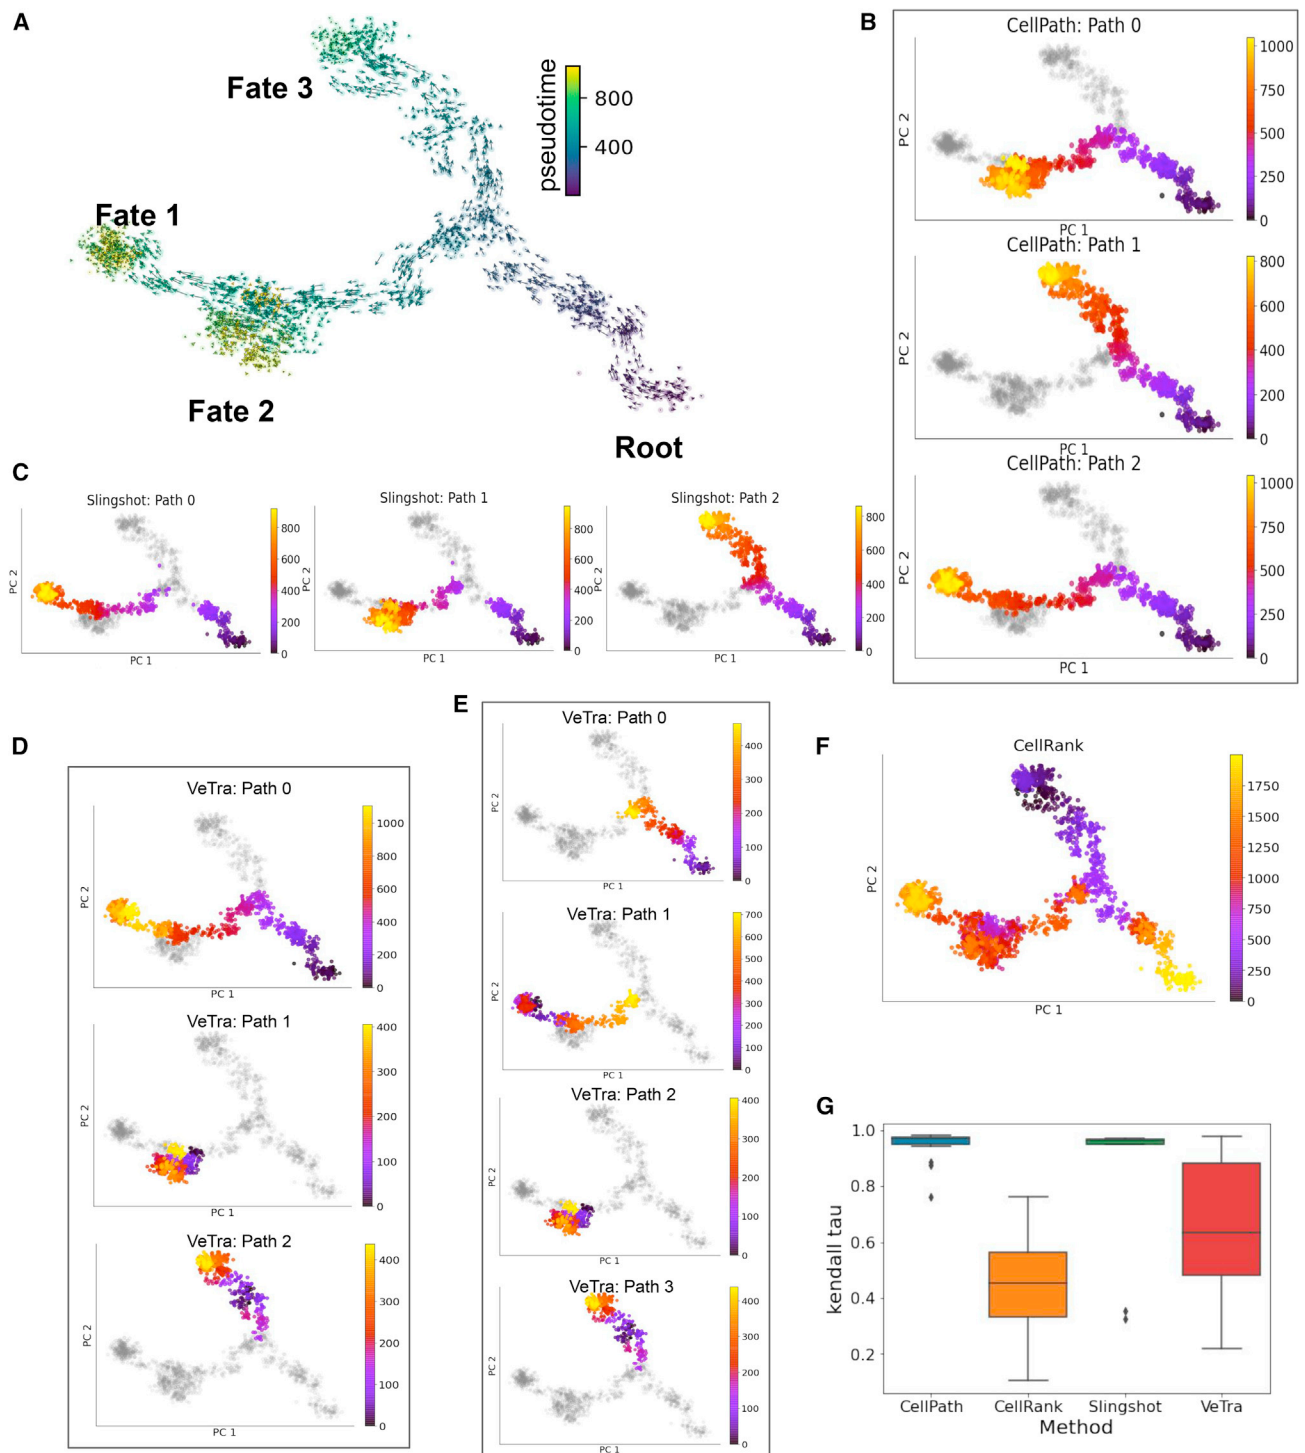 A
Fate 3
pseudotime
800
400
Fate 1
Fate 2
Root
B
CellPath: Path 0
PC 2
PC 1
1000
750
500
250
0
CellPath: Path 1
PC 2
PC 1
800
600
400
200
0
CellPath: Path 2
PC 2
PC 1
1000
750
500
250
0
C
Slingshot: Path 0
PC 2
PC 1
800
600
400
200
0
Slingshot: Path 1
PC 2
PC 1
800
600
400
200
0
Slingshot: Path 2
PC 2
PC 1
800
600
400
200
0
D
VeTra: Path 0
PC 2
PC 1
1000
800
600
400
200
0
VeTra: Path 1
PC 2
PC 1
400
300
200
100
0
VeTra: Path 2
PC 2
PC 1
400
300
200
100
0
E
VeTra: Path 0
PC 2
PC 1
400
300
200
100
0
VeTra: Path 1
PC 2
PC 1
700
600
500
400
300
200
100
0
VeTra: Path 2
PC 2
PC 1
400
300
200
100
0
VeTra: Path 3
PC 2
PC 1
400
300
200
100
0
F
CellRank
PC 2
PC 1
1750
1500
1250
1000
750
500
250
0
G
kendall tau
1.0
0.8
0.6
0.4
0.2
CellPath CellRank Slingshot VeTra
Method